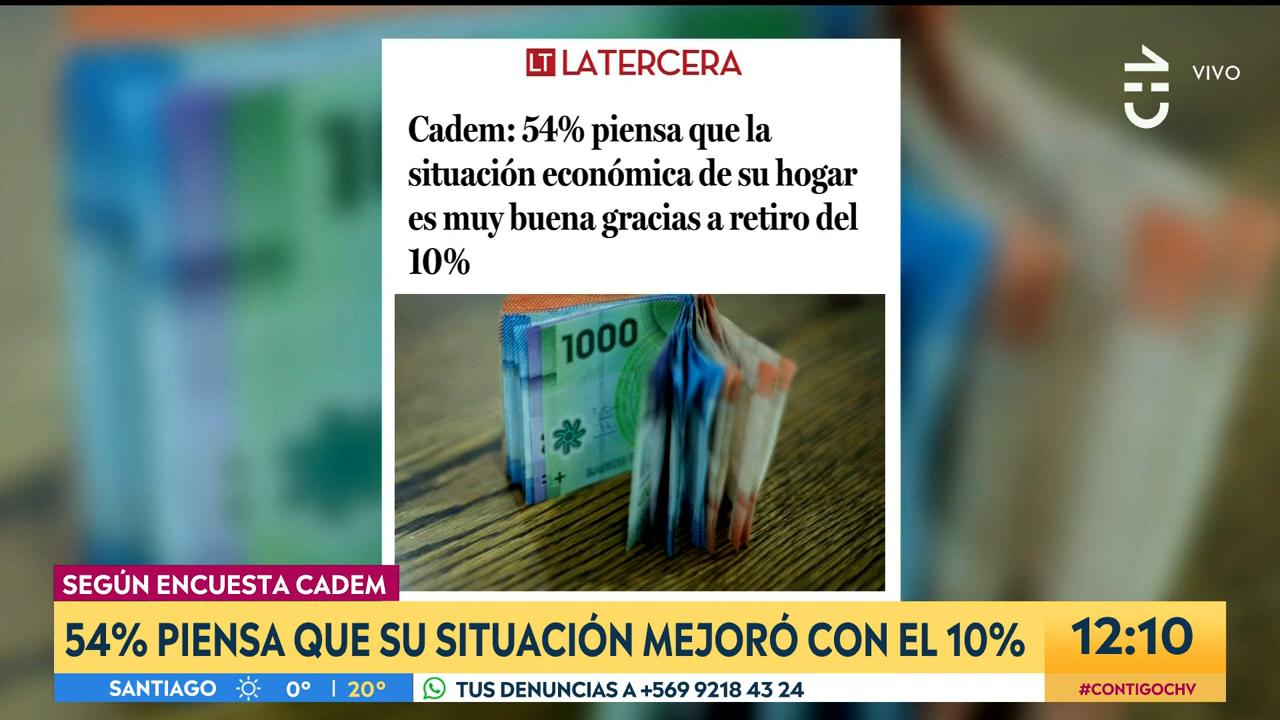 LT LATERCERA
CHV
VIVO
Cadem: 54% piensa que la
situación económica de su hogar
es muy buena gracias a retiro del
10%
1000
SEGÚN ENCUESTA CADEM
54% PIENSA QUE SU SITUACIÓN MEJORÓ CON EL 10%
12:10
SANTIAGO 0° | 20°
TUS DENUNCIAS A +569 9218 43 24
#CONTIGOCHV